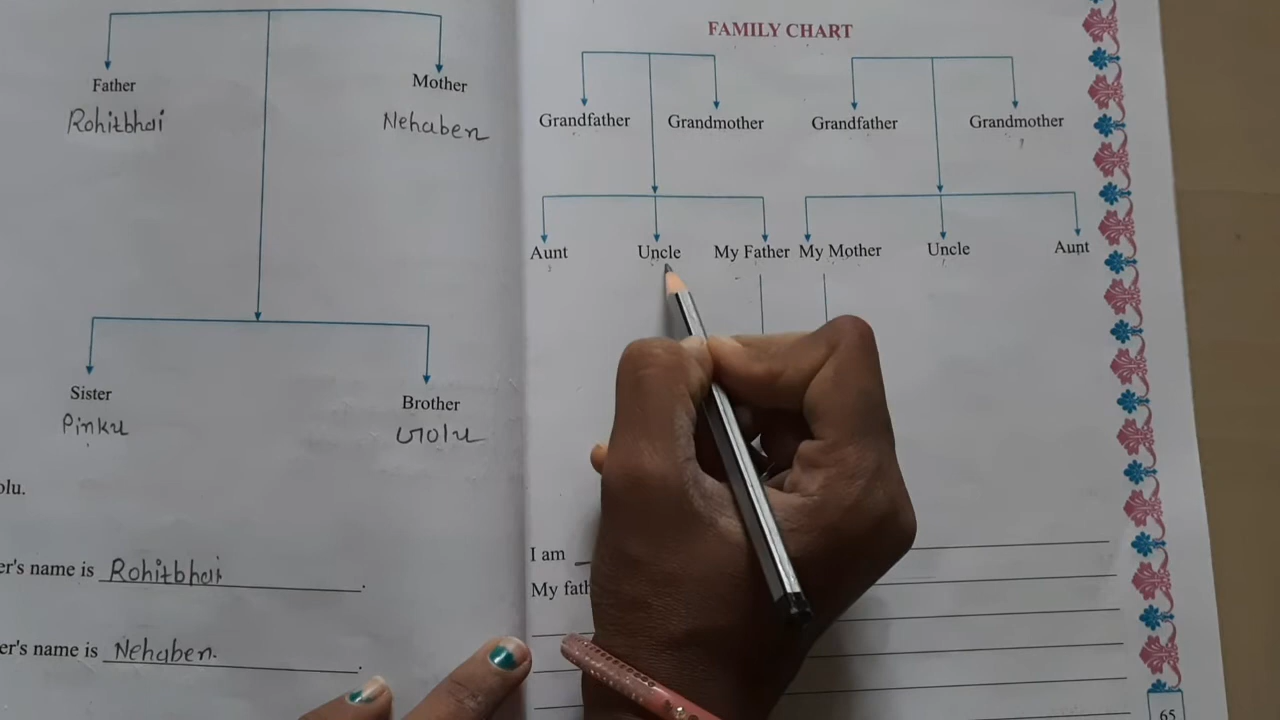 Father Mother
Rohitbhai Nehaben
Sister Brother
Pinku Golu
olu.
er's name is Rohitbhai.
er's name is Nehaben.
FAMILY CHART
Grandfather Grandmother Grandfather Grandmother
Aunt Uncle My Father My Mother Uncle Aunt
I am
My fath
65